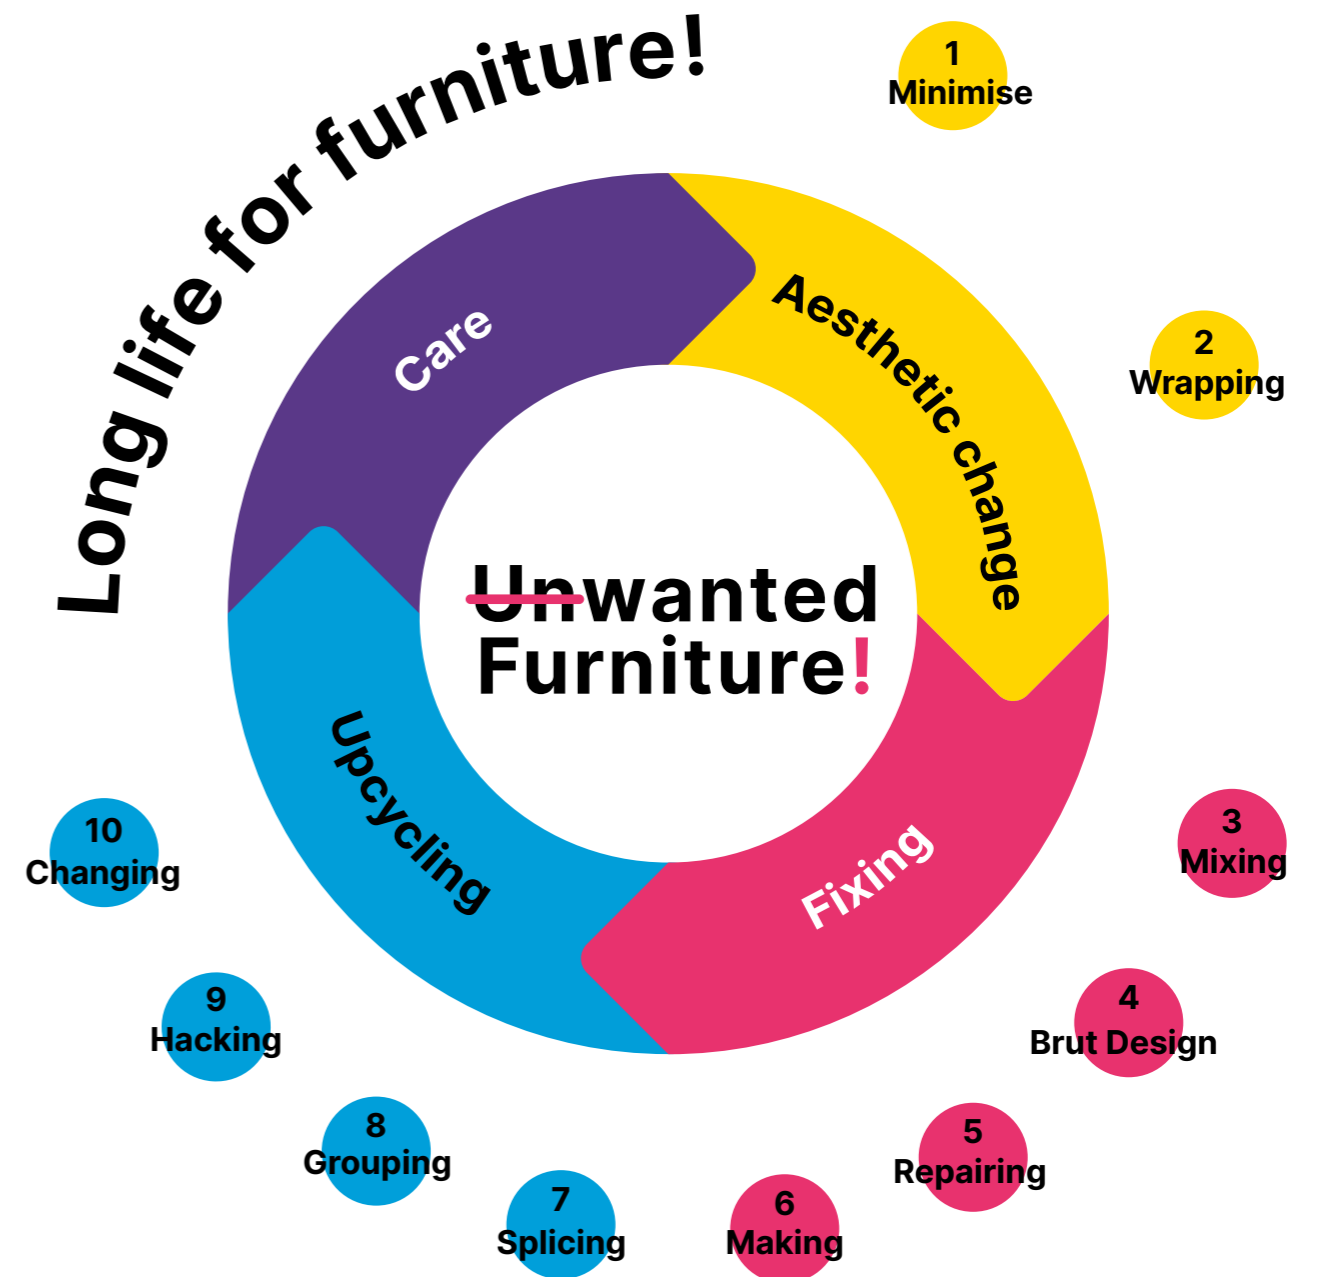 Long life for furniture!
Care
Aesthetic change
Fixing
Upcycling
Unwanted
Furniture!
1
Minimise
2
Wrapping
3
Mixing
4
Brut Design
5
Repairing
6
Making
7
Splicing
8
Grouping
9
Hacking
10
Changing